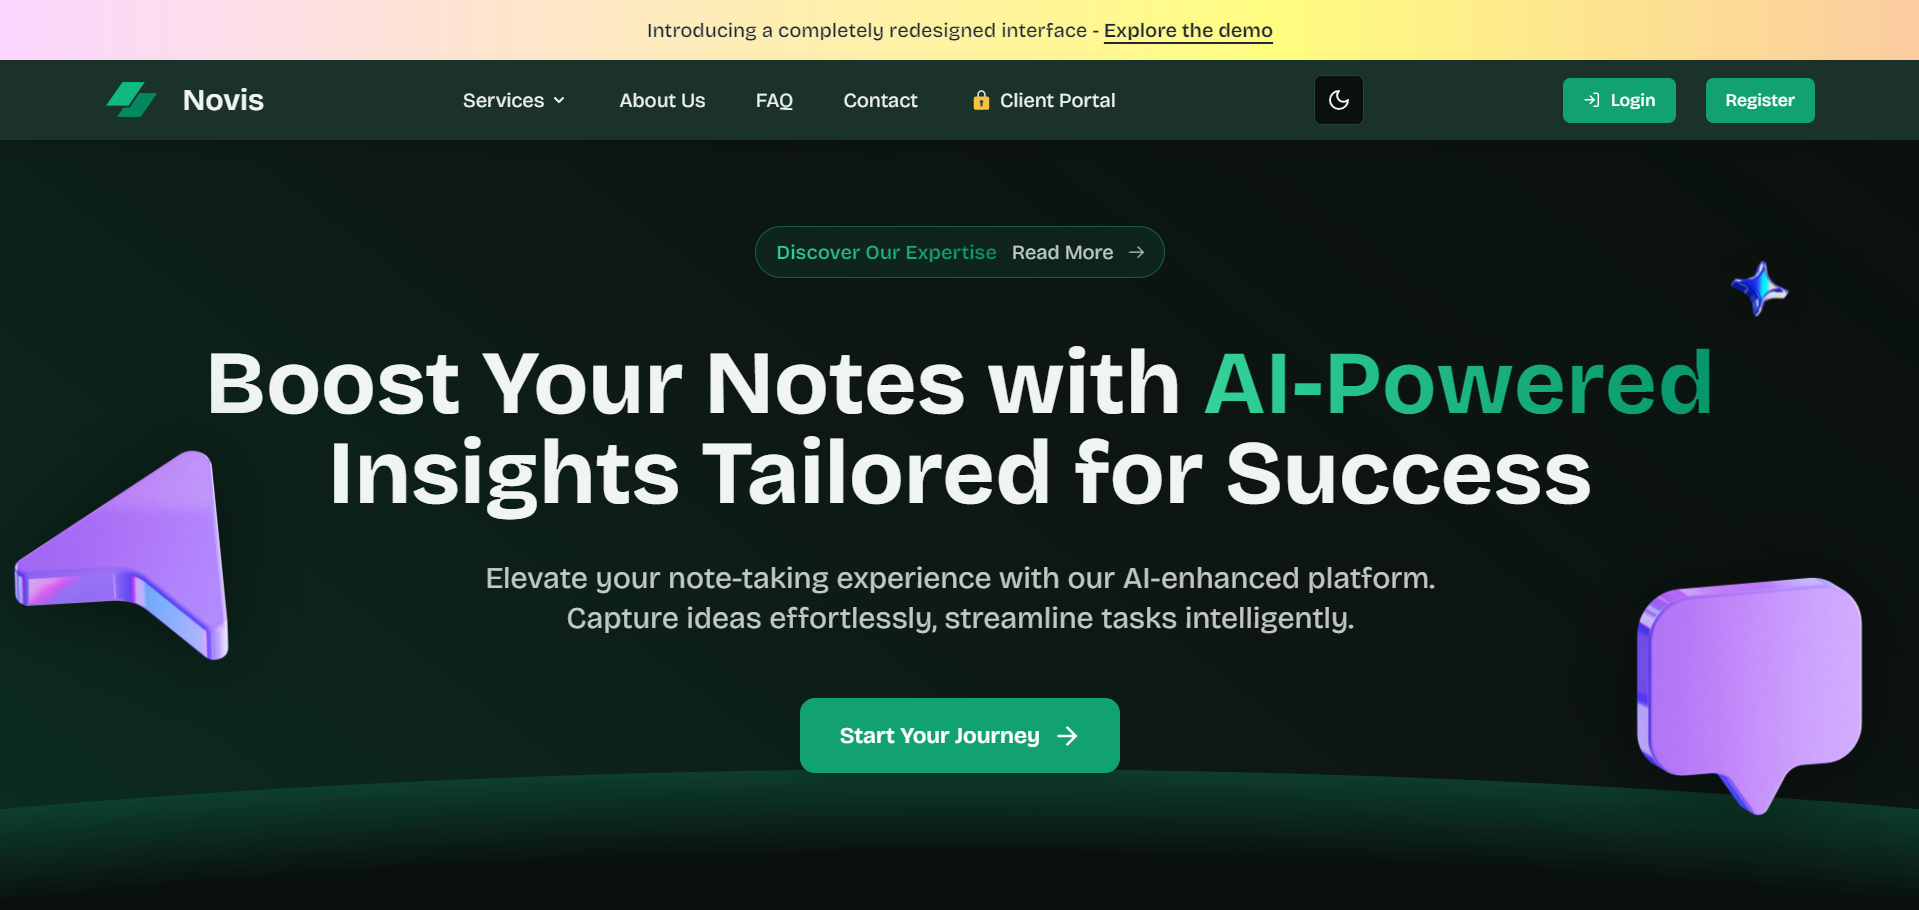 Introducing a completely redesigned interface - Explore the demo
Novis
Services
About Us
FAQ
Contact
Client Portal
Login
Register
Discover Our Expertise Read More
Boost Your Notes with AI-Powered
Insights Tailored for Success
Elevate your note-taking experience with our AI-enhanced platform.
Capture ideas effortlessly, streamline tasks intelligently.
Start Your Journey